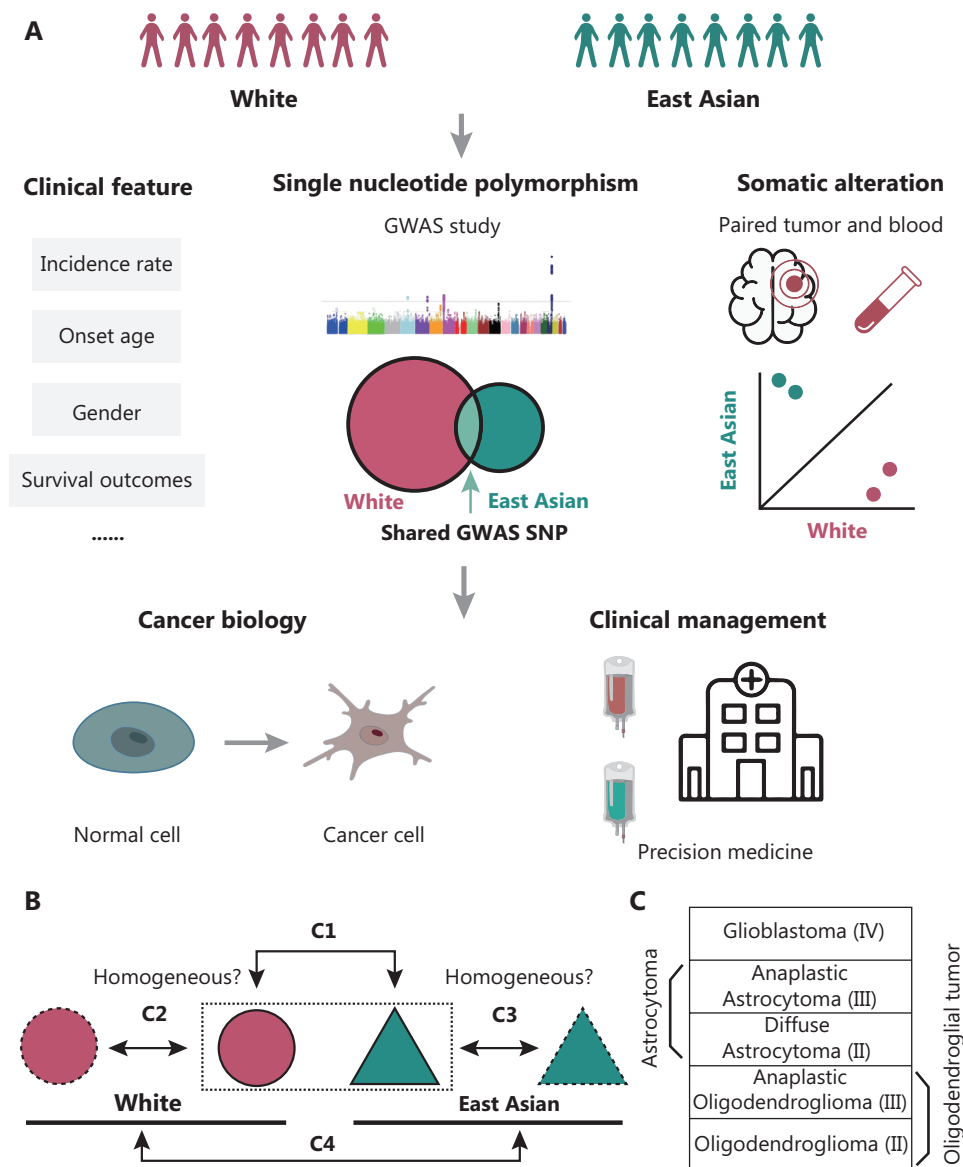 A
White
East Asian
Clinical feature
Incidence rate
Onset age
Gender
Survival outcomes
......
Single nucleotide polymorphism
GWAS study
White
East Asian
Shared GWAS SNP
Somatic alteration
Paired tumor and blood
East Asian
White
Cancer biology
Normal cell
Cancer cell
Clinical management
Precision medicine
B
C1
Homogeneous?
Homogeneous?
C2
C3
White
East Asian
C4
C
Astrocytoma
Glioblastoma (IV)
Anaplastic
Astrocytoma (III)
Diffuse
Astrocytoma (II)
Anaplastic
Oligodendroglioma (III)
Oligodendroglioma (II)
Oligodendroglial tumor